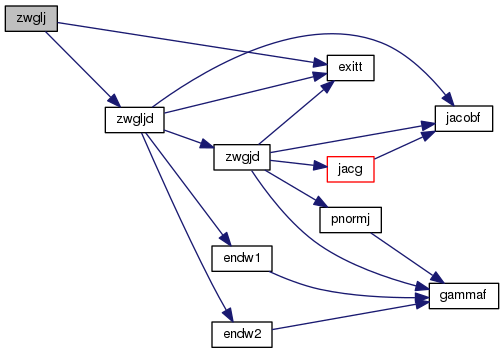 zwglj
exitt
zwgljd
jacobf
zwgjd
jacg
pnormj
endw1
gammaf
endw2